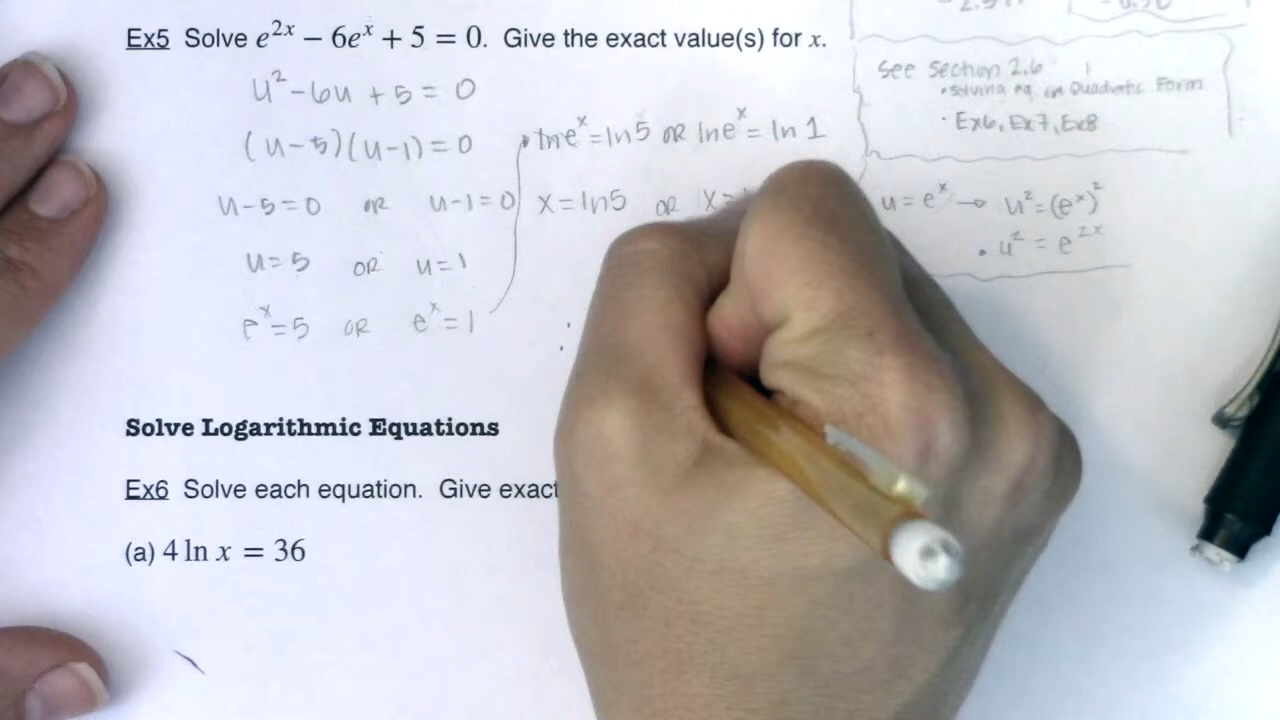 Ex5 Solve e^{2x} − 6e^x + 5 = 0. Give the exact value(s) for x.
u² - 6u + 5 = 0
(u-5)(u-1) = 0
u-5=0 OR u-1=0
u=5 OR u=1
e^x=5 OR e^x=1
ln e^x = ln 5 OR ln e^x = ln 1
x = ln 5 OR x =
See Section 2.6
• Solving eq in Quadratic Form
• Ex6, Ex7, Ex8
u = e^x → u² = (e^x)²
• u² = e^{2x}
Solve Logarithmic Equations
Ex6 Solve each equation. Give exact
(a) 4 ln x = 36